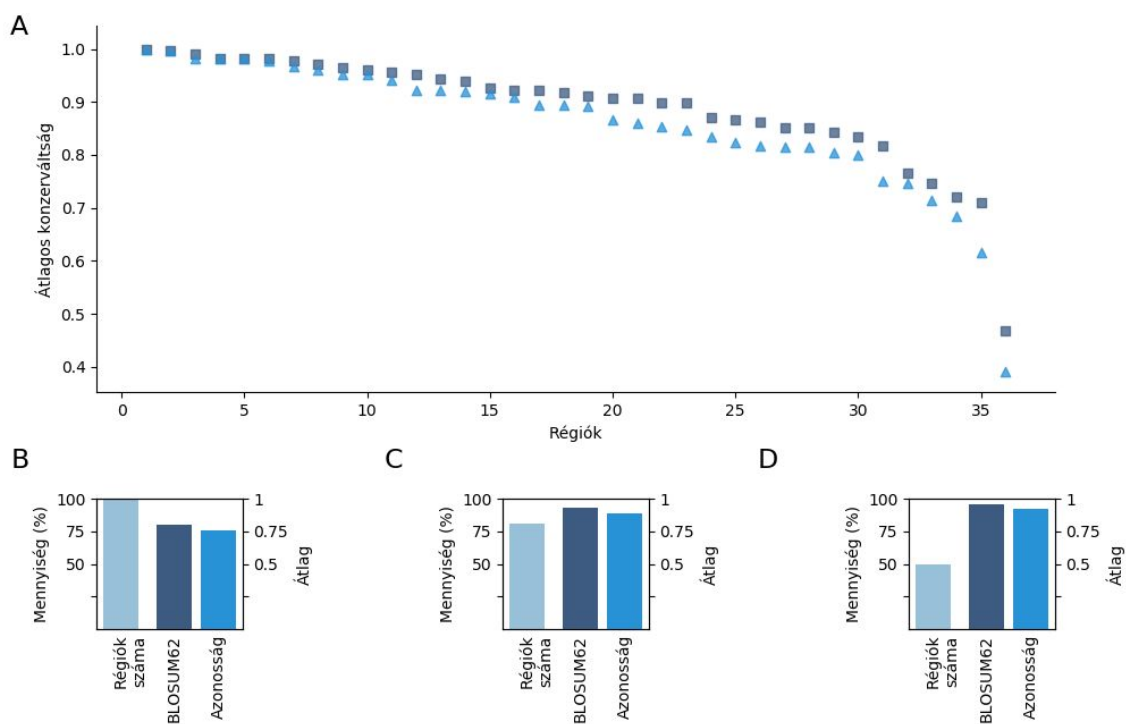 A
1.0
0.9
0.8
0.7
0.6
0.5
0.4
Átlagos konzerváltság
0 5 10 15 20 25 30 35
Régiók
B
100
75
50
Mennyiség (%)
1
0.75
0.5
Átlag
Régiók
száma
BLOSUM62
Azonosság
C
100
75
50
Mennyiség (%)
1
0.75
0.5
Átlag
Régiók
száma
BLOSUM62
Azonosság
D
100
75
50
Mennyiség (%)
1
0.75
0.5
Átlag
Régiók
száma
BLOSUM62
Azonosság